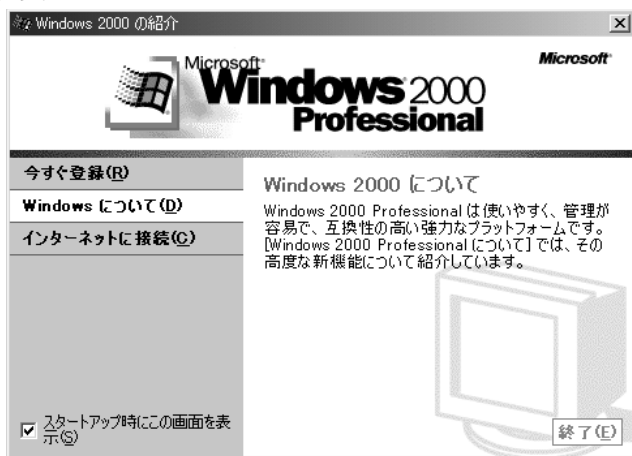 Windows 2000 の紹介
Microsoft
Microsoft
Windows 2000
Professional
今すぐ登録(R)
Windows について(D)
インターネットに接続(C)
Windows 2000 について
Windows 2000 Professional は使いやすく、管理が
容易で、互換性の高い強力なプラットフォームです。
[Windows 2000 Professional について] では、その
高度な新機能について紹介しています。
スタートアップ時にこの画面を表
示(S)
終了(E)